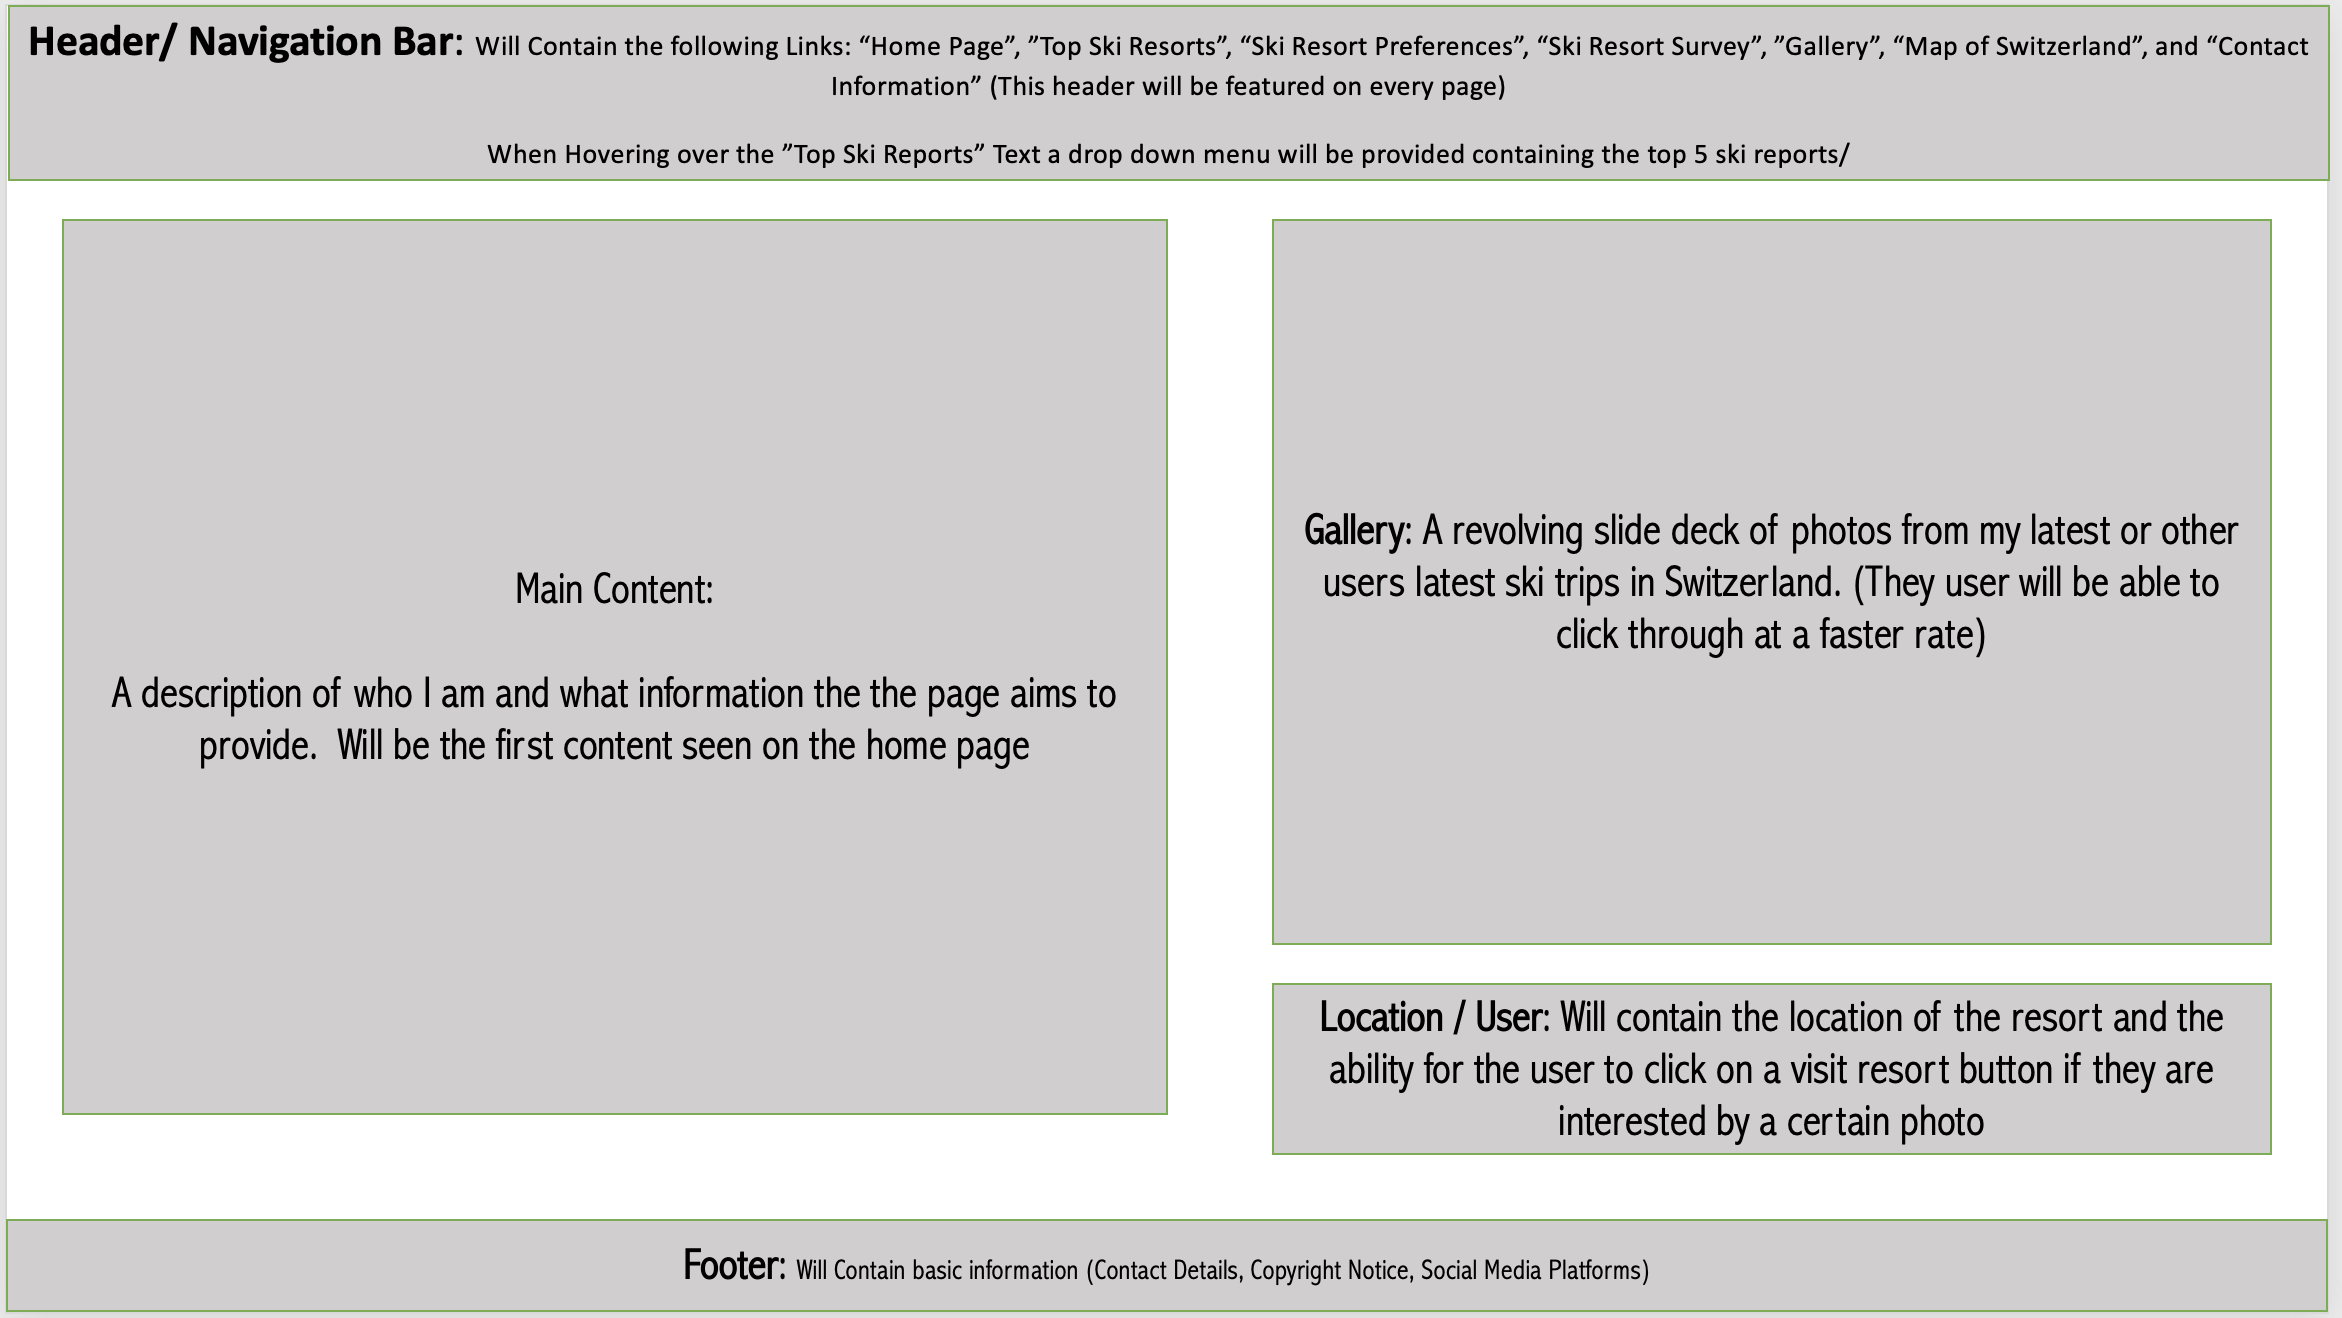 Header/ Navigation Bar: Will Contain the following Links: “Home Page”, ”Top Ski Resorts”, “Ski Resort Preferences”, “Ski Resort Survey”, ”Gallery”, “Map of Switzerland”, and “Contact
Information” (This header will be featured on every page)
When Hovering over the ”Top Ski Reports” Text a drop down menu will be provided containing the top 5 ski reports/
Main Content:
A description of who I am and what information the the page aims to
provide.  Will be the first content seen on the home page
Gallery: A revolving slide deck of photos from my latest or other
users latest ski trips in Switzerland. (They user will be able to
click through at a faster rate)
Location / User: Will contain the location of the resort and the
ability for the user to click on a visit resort button if they are
interested by a certain photo
Footer: Will Contain basic information (Contact Details, Copyright Notice, Social Media Platforms)